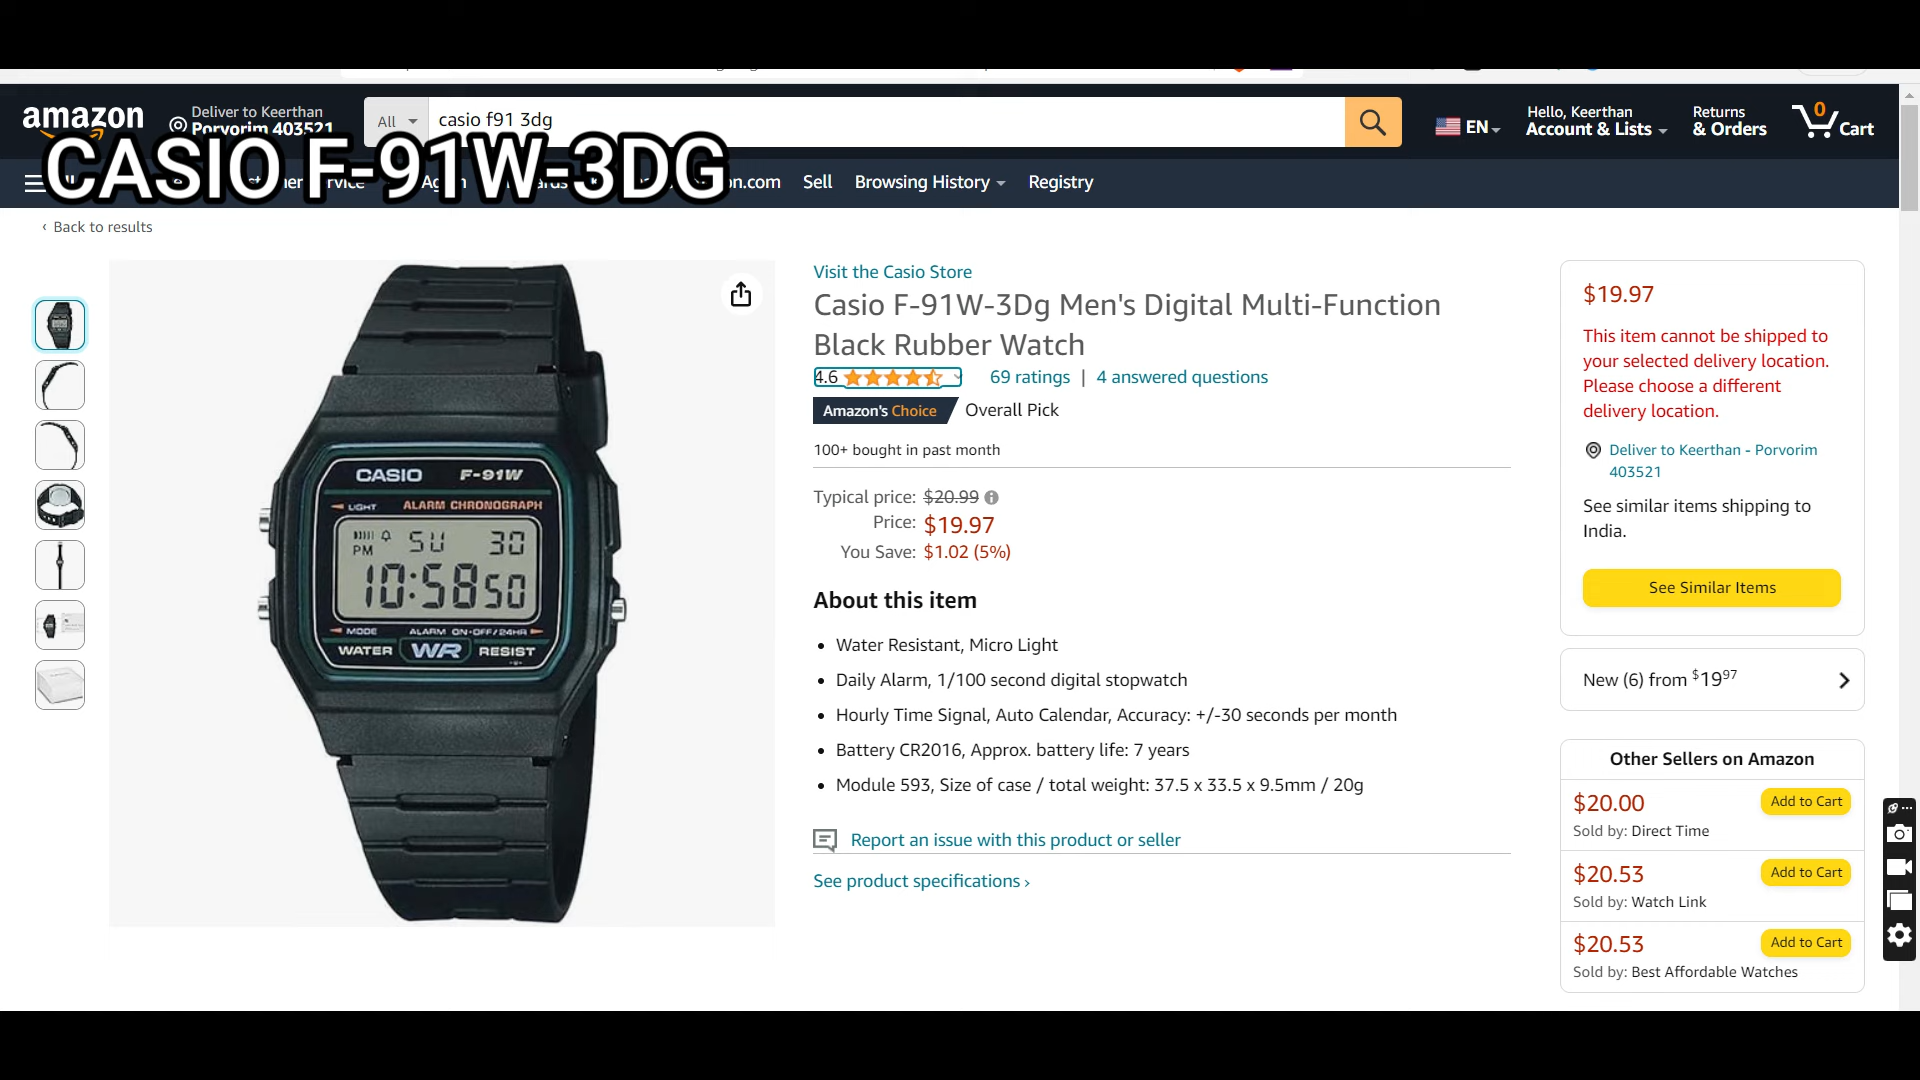 amazon
Deliver to Keerthan
Porvorim 403521
All
casio f91 3dg
EN
Hello, Keerthan
Account & Lists
Returns
& Orders
0
Cart
CASIO F-91W-3DG
Sell
Browsing History
Registry
‹ Back to results
CASIO F-91W
LIGHT ALARM CHRONOGRAPH
PM SU 30
10:58 50
MODE ALARM ON-OFF/24HR
WATER WR RESIST
Visit the Casio Store
Casio F-91W-3Dg Men's Digital Multi-Function
Black Rubber Watch
4.6 69 ratings | 4 answered questions
Amazon's Choice Overall Pick
100+ bought in past month
Typical price: $20.99
Price: $19.97
You Save: $1.02 (5%)
About this item
• Water Resistant, Micro Light
• Daily Alarm, 1/100 second digital stopwatch
• Hourly Time Signal, Auto Calendar, Accuracy: +/-30 seconds per month
• Battery CR2016, Approx. battery life: 7 years
• Module 593, Size of case / total weight: 37.5 x 33.5 x 9.5mm / 20g
Report an issue with this product or seller
See product specifications ›
$19.97
This item cannot be shipped to
your selected delivery location.
Please choose a different
delivery location.
Deliver to Keerthan - Porvorim
403521
See similar items shipping to
India.
See Similar Items
New (6) from $19 97
Other Sellers on Amazon
$20.00 Add to Cart
Sold by: Direct Time
$20.53 Add to Cart
Sold by: Watch Link
$20.53 Add to Cart
Sold by: Best Affordable Watches